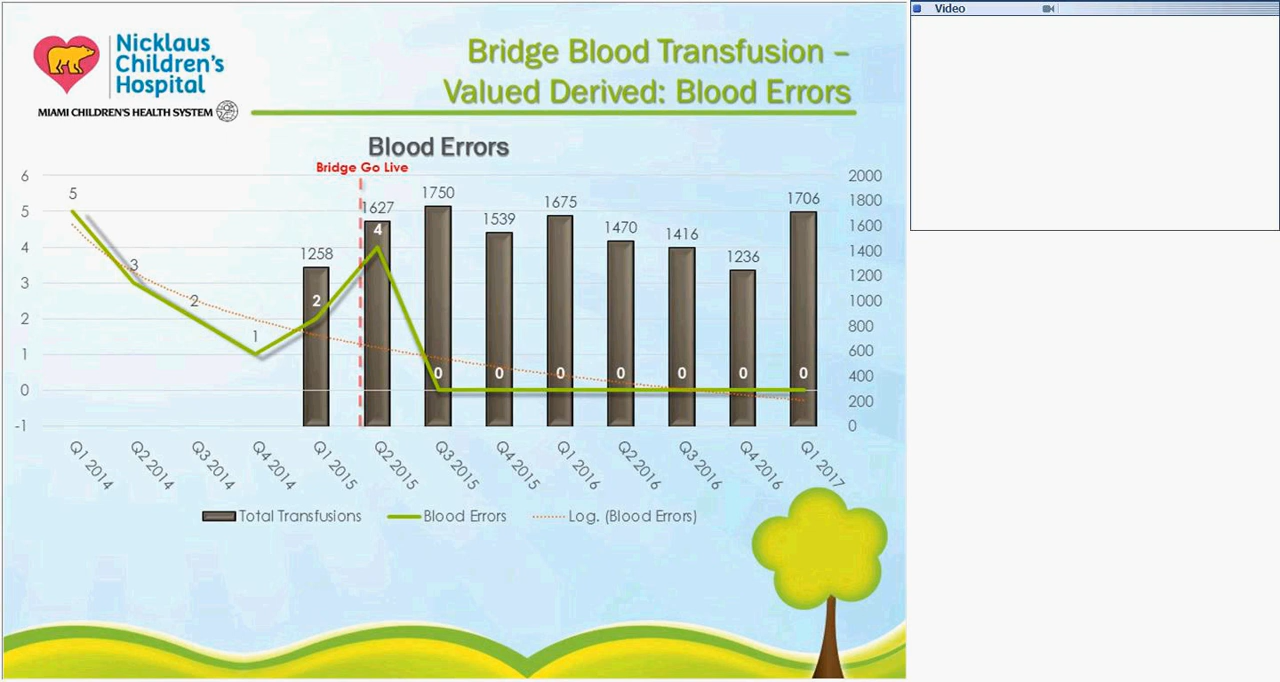 Video
Nicklaus
Children's
Hospital
MIAMI CHILDREN'S HEALTH SYSTEM
Bridge Blood Transfusion –
Valued Derived: Blood Errors
Blood Errors
Bridge Go Live
6
5
4
3
2
1
0
-1
2000
1800
1600
1400
1200
1000
800
600
400
200
0
5
3
2
1
2
4
0
0
0
0
0
0
0
1258
1627
1750
1539
1675
1470
1416
1236
1706
Q1 2014
Q2 2014
Q3 2014
Q4 2014
Q1 2015
Q2 2015
Q3 2015
Q4 2015
Q1 2016
Q2 2016
Q3 2016
Q4 2016
Q1 2017
Total Transfusions
Blood Errors
Log. (Blood Errors)